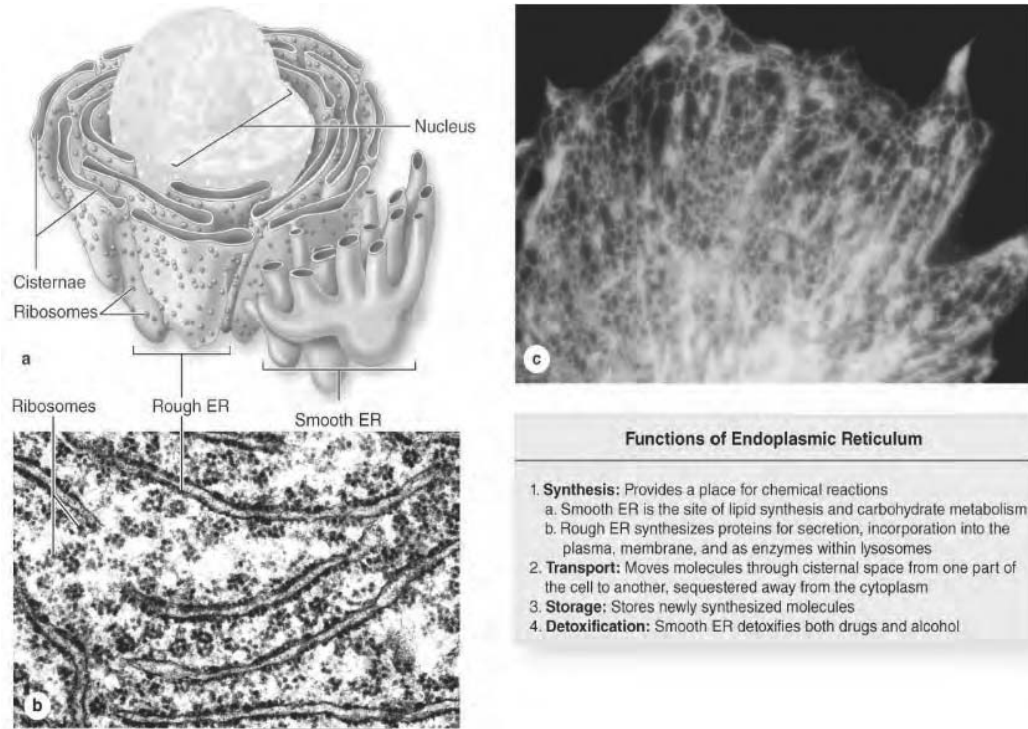 Nucleus
Cisternae
Ribosomes
a
Ribosomes
Rough ER
Smooth ER
b
c
Functions of Endoplasmic Reticulum
1. Synthesis: Provides a place for chemical reactions
a. Smooth ER is the site of lipid synthesis and carbohydrate metabolism
b. Rough ER synthesizes proteins for secretion, incorporation into the
plasma, membrane, and as enzymes within lysosomes
2. Transport: Moves molecules through cisternal space from one part of
the cell to another, sequestered away from the cytoplasm
3. Storage: Stores newly synthesized molecules
4. Detoxification: Smooth ER detoxifies both drugs and alcohol